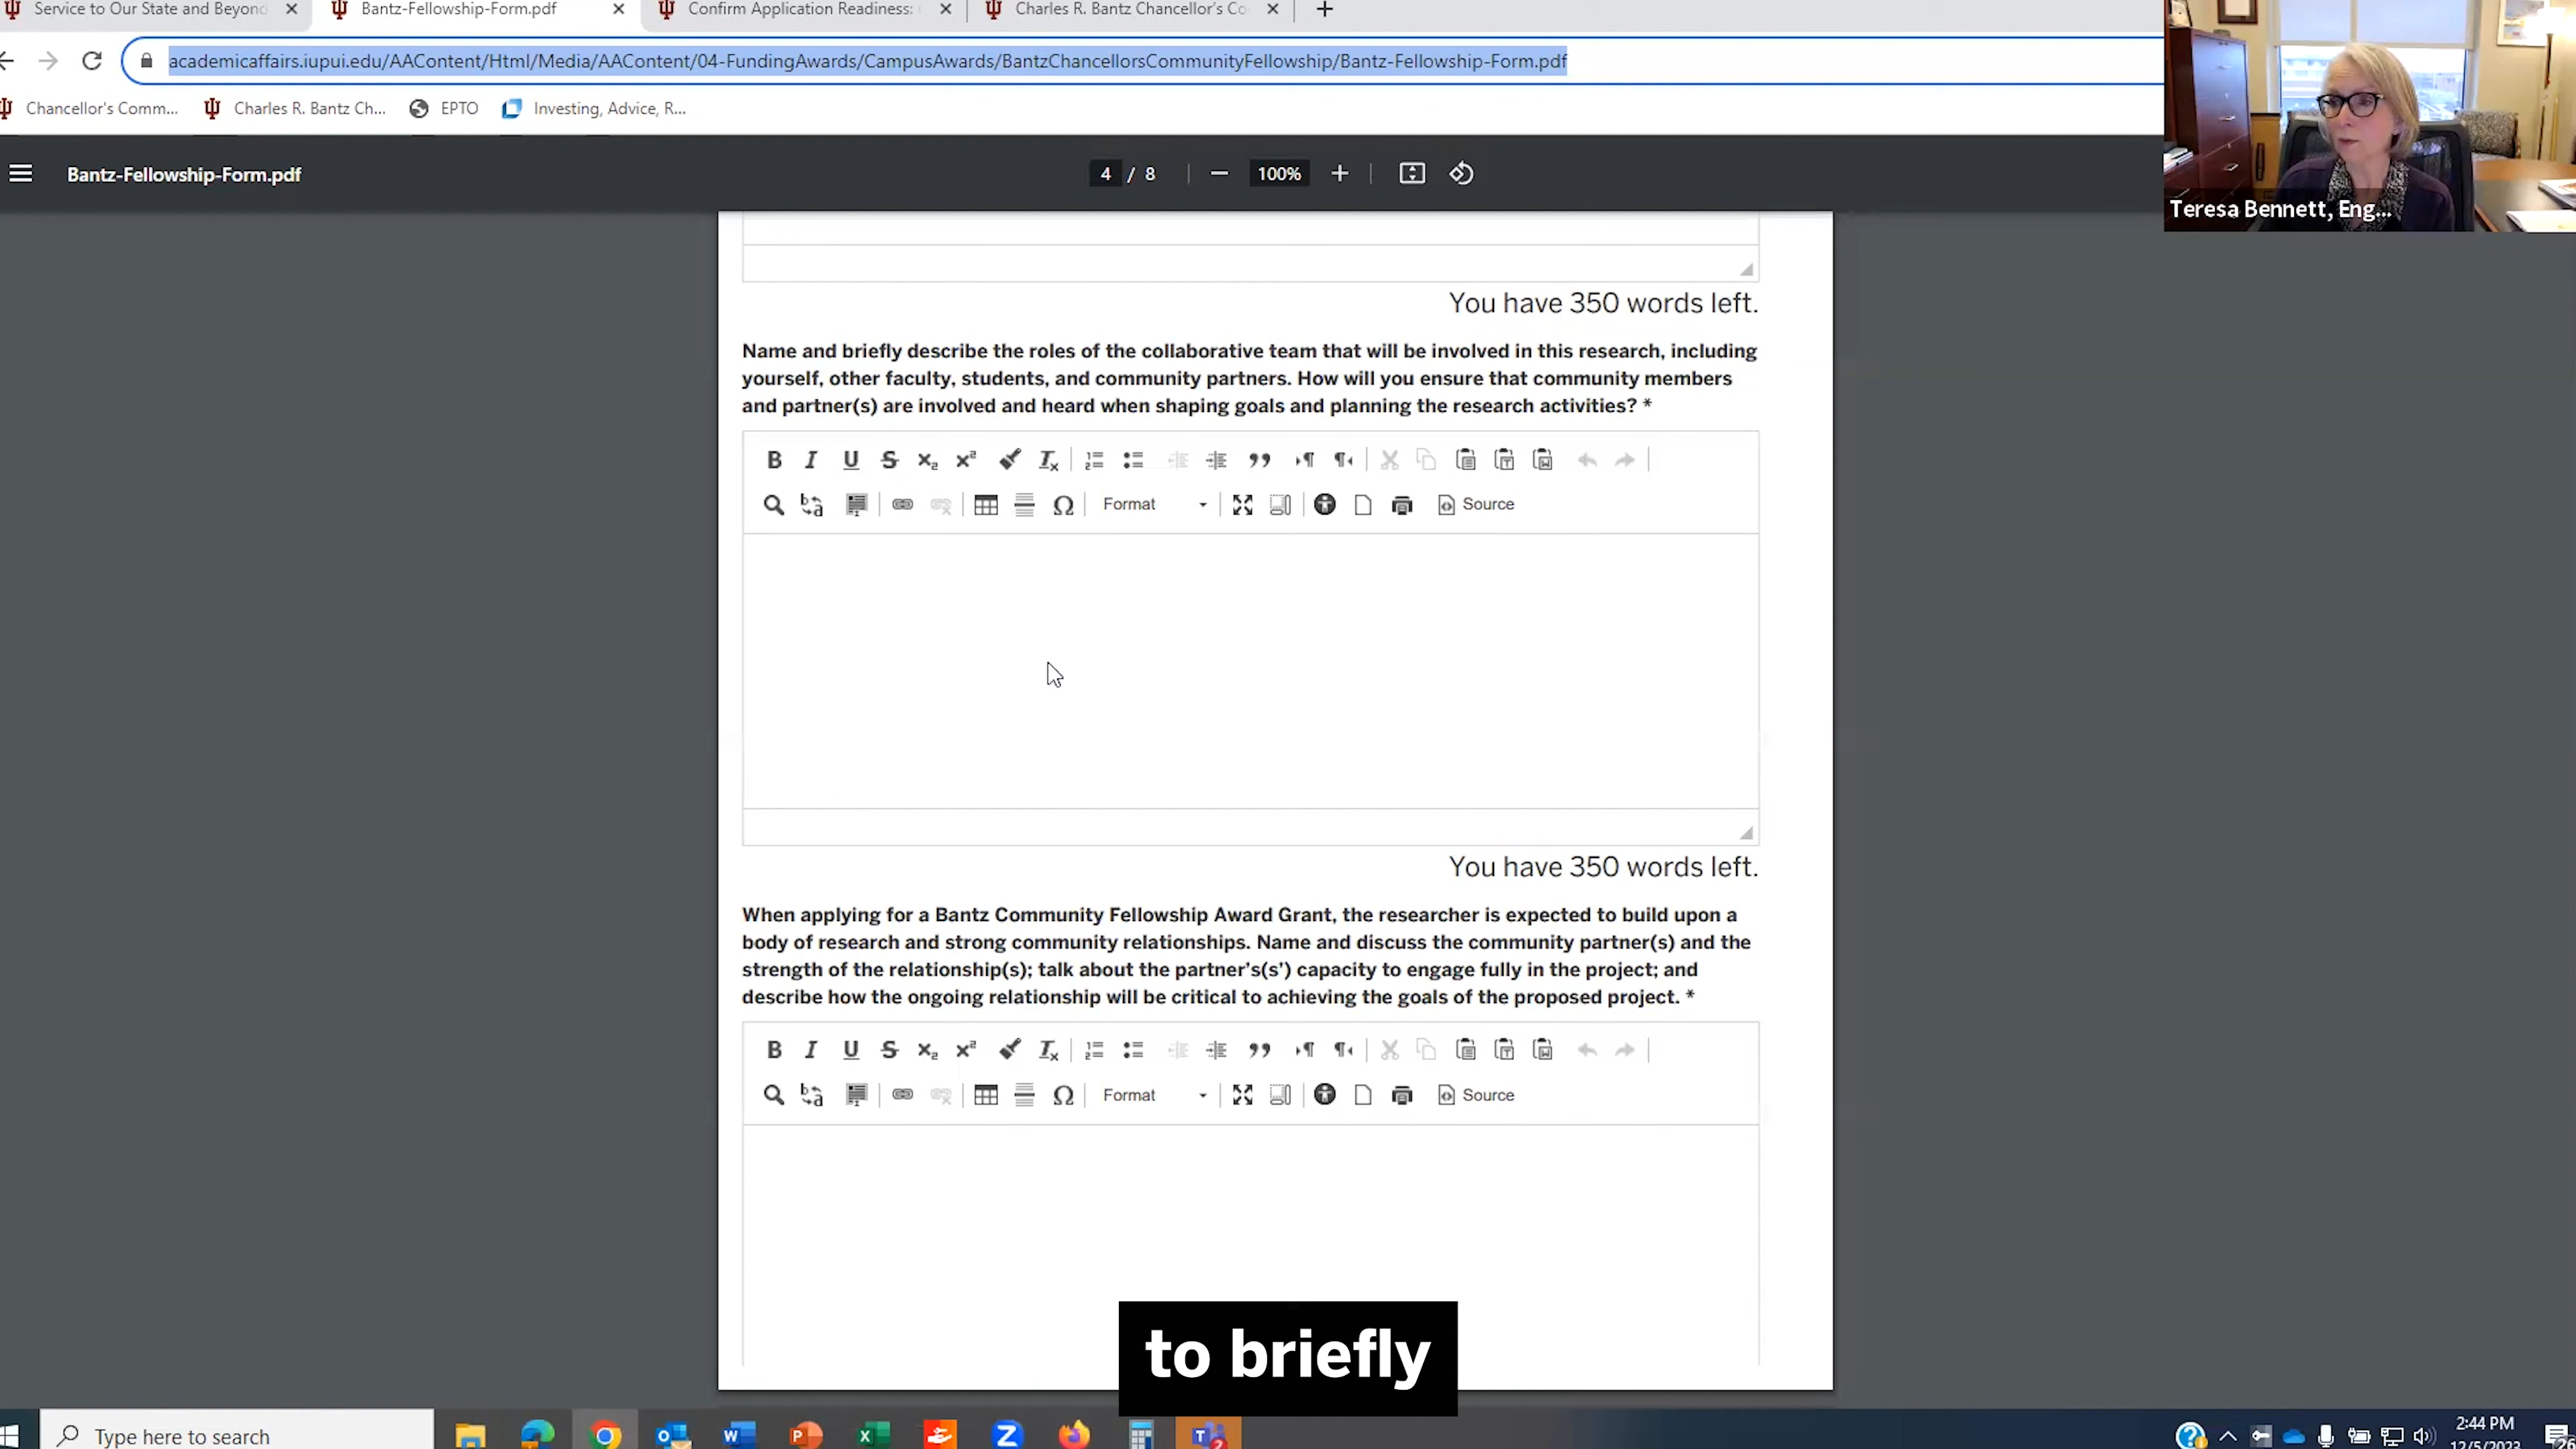 Service to Our State and Beyond
Bantz-Fellowship-Form.pdf
Confirm Application Readiness:
Charles R. Bantz Chancellor's Co
academicaffairs.iupui.edu/AAContent/Html/Media/AAContent/04-FundingAwards/CampusAwards/BantzChancellorsCommunityFellowship/Bantz-Fellowship-Form.pdf
Chancellor's Comm...
Charles R. Bantz Ch...
EPTO
Investing, Advice, R...
Bantz-Fellowship-Form.pdf
4 / 8
100%
Teresa Bennett, Eng...
You have 350 words left.
Name and briefly describe the roles of the collaborative team that will be involved in this research, including
yourself, other faculty, students, and community partners. How will you ensure that community members
and partner(s) are involved and heard when shaping goals and planning the research activities? *
Format
Source
You have 350 words left.
When applying for a Bantz Community Fellowship Award Grant, the researcher is expected to build upon a
body of research and strong community relationships. Name and discuss the community partner(s) and the
strength of the relationship(s); talk about the partner's(s') capacity to engage fully in the project; and
describe how the ongoing relationship will be critical to achieving the goals of the proposed project. *
Format
Source
to briefly
Type here to search
2:44 PM
12/5/2023